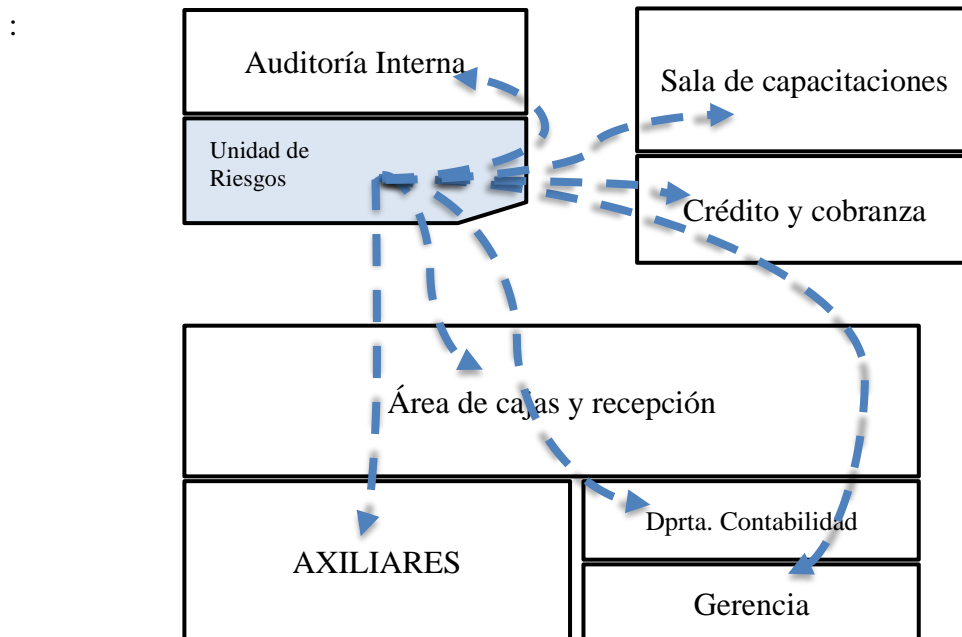 :
Auditoría Interna
Sala de capacitaciones
Unidad de
Riesgos
Crédito y cobranza
Área de cajas y recepción
Dprta. Contabilidad
AXILIARES
Gerencia